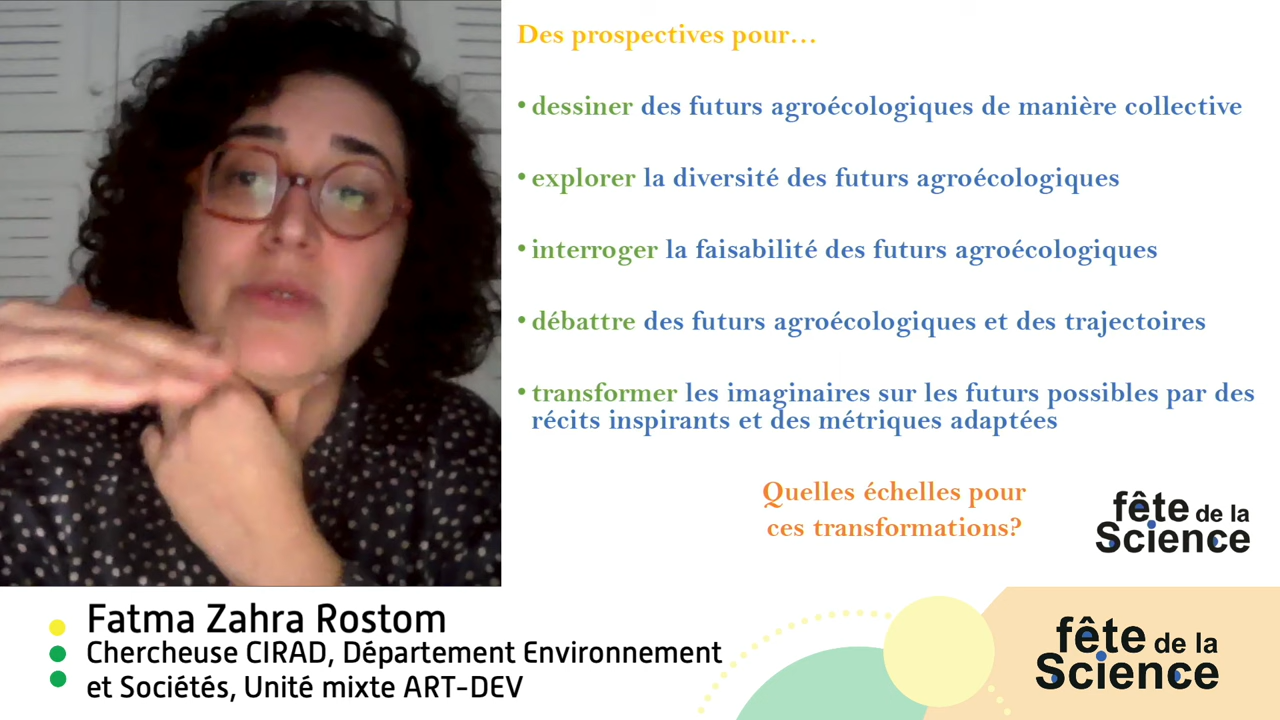 Des prospectives pour…
• dessiner des futurs agroécologiques de manière collective
• explorer la diversité des futurs agroécologiques
• interroger la faisabilité des futurs agroécologiques
• débattre des futurs agroécologiques et des trajectoires
• transformer les imaginaires sur les futurs possibles par des
récits inspirants et des métriques adaptées
Quelles échelles pour
ces transformations?
fête de la
Science
Fatma Zahra Rostom
Chercheuse CIRAD, Département Environnement
et Sociétés, Unité mixte ART-DEV
fête de la
Science